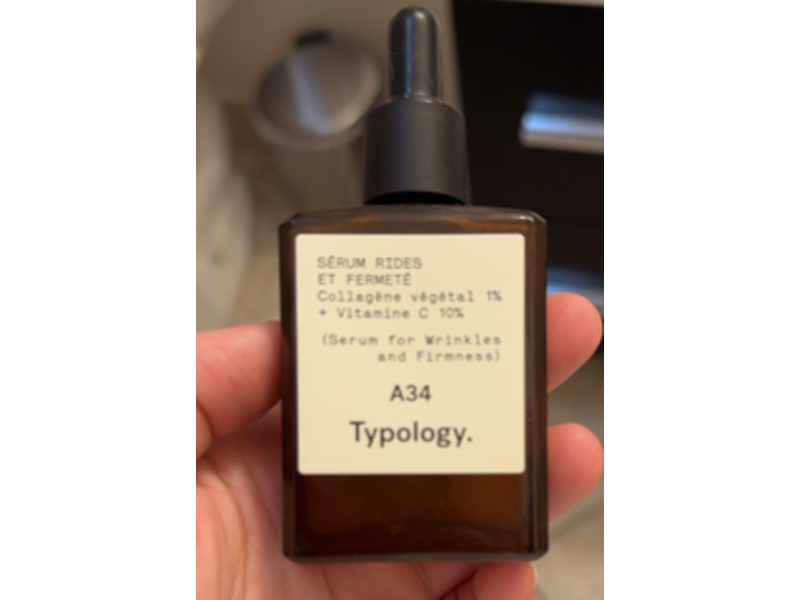 SÉRUM RIDES
ET FERMETÉ
Collagène végétal 1%
+ Vitamine C 10%
(Serum for Wrinkles
and Firmness)
A34
Typology.